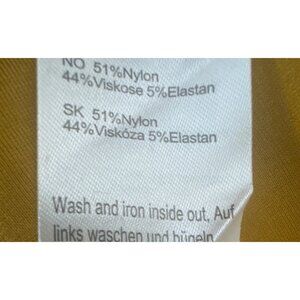 NO 51%Nylon
44%Viskose 5%Elastan
SK 51%Nylon
44%Viskóza 5%Elastan
Wash and iron inside out. Auf
links waschen und bügeln